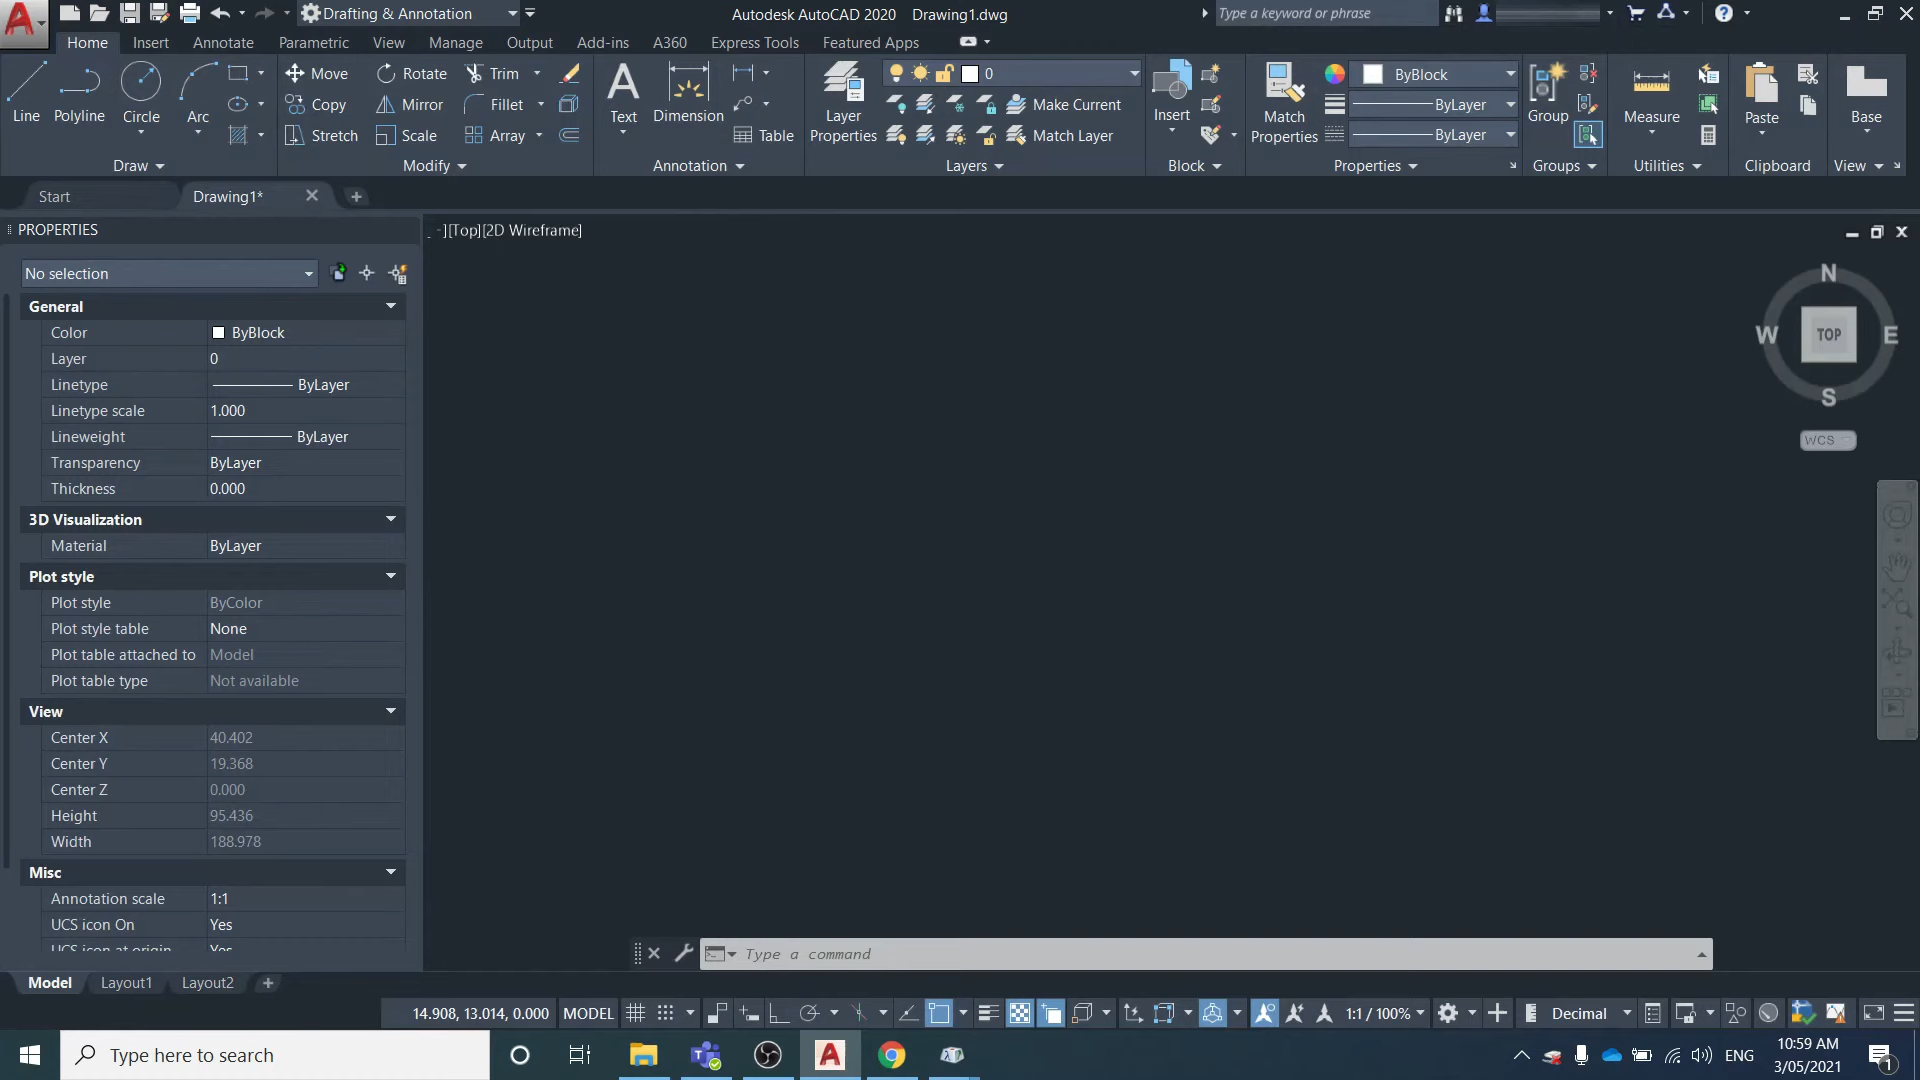 Drafting & Annotation
Autodesk AutoCAD 2020 Drawing1.dwg
Type a keyword or phrase
Home Insert Annotate Parametric View Manage Output Add-ins A360 Express Tools Featured Apps
Line
Polyline
Circle
Arc
Draw
Move
Rotate
Trim
Copy
Mirror
Fillet
Stretch
Scale
Array
Modify
Text
Dimension
Table
Annotation
Layer
Properties
0
Make Current
Match Layer
Layers
Insert
Block
Match
Properties
ByBlock
ByLayer
ByLayer
Properties
Group
Groups
Measure
Utilities
Paste
Clipboard
Base
View
Start
Drawing1*
PROPERTIES
-][Top][2D Wireframe]
No selection
General
Color ByBlock
Layer 0
Linetype ByLayer
Linetype scale 1.000
Lineweight ByLayer
Transparency ByLayer
Thickness 0.000
3D Visualization
Material ByLayer
Plot style
Plot style ByColor
Plot style table None
Plot table attached to Model
Plot table type Not available
View
Center X 40.402
Center Y 19.368
Center Z 0.000
Height 95.436
Width 188.978
Misc
Annotation scale 1:1
UCS icon On Yes
UCS icon at origin Yes
N
W TOP E
S
WCS
Type a command
Model Layout1 Layout2
14.908, 13.014, 0.000 MODEL
1:1 / 100%
Decimal
Type here to search
ENG
10:59 AM
3/05/2021
1